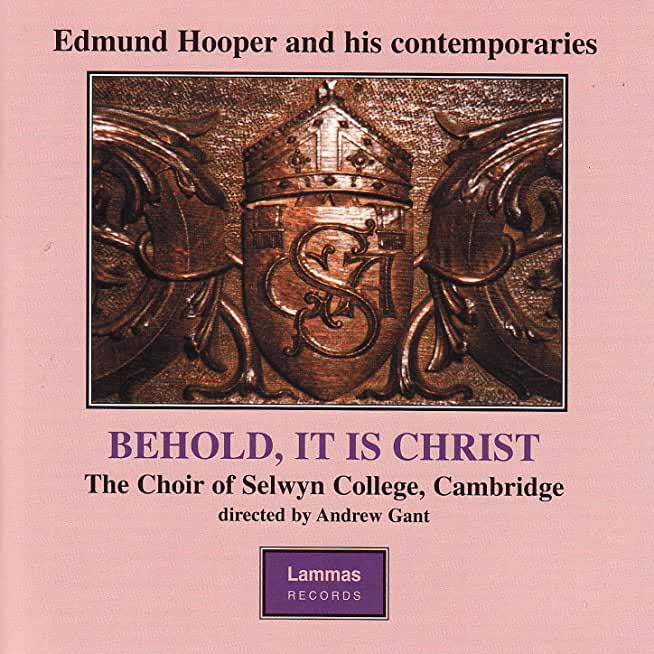 Edmund Hooper and his contemporaries
BEHOLD, IT IS CHRIST
The Choir of Selwyn College, Cambridge
directed by Andrew Gant
Lammas
RECORDS